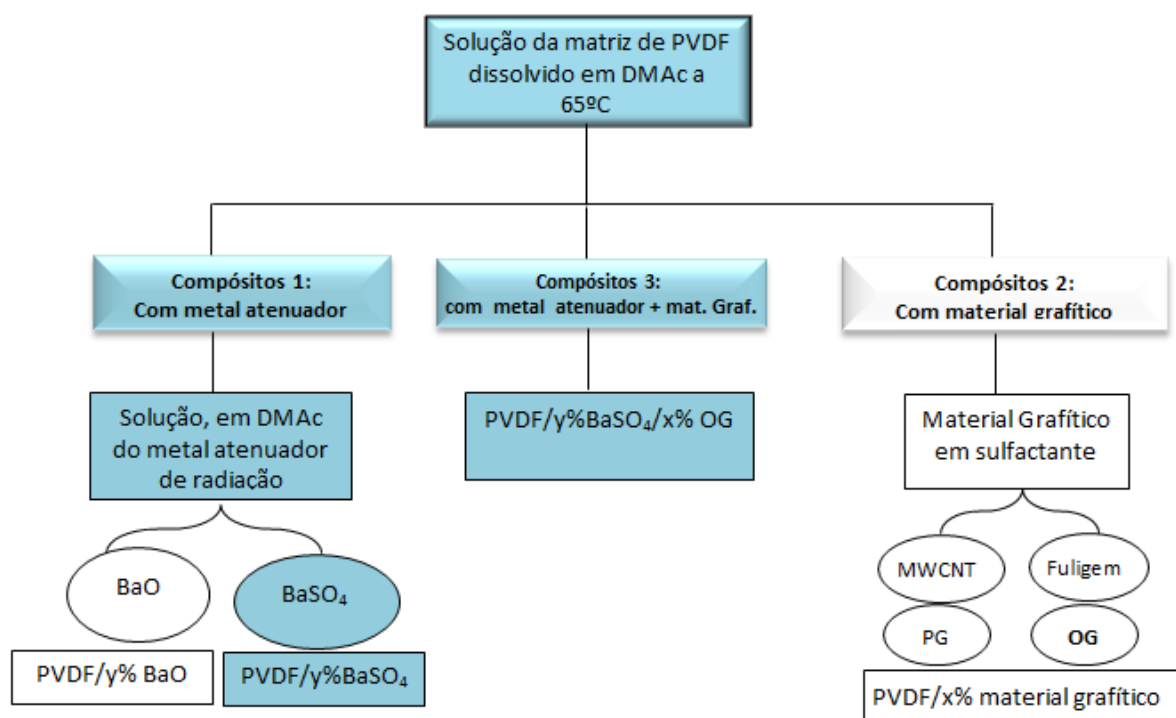 Solução da matriz de PVDF
dissolvido em DMAc a
65ºC
Compósitos 1:
Com metal atenuador
Compósitos 3:
com metal atenuador + mat. Graf.
Compósitos 2:
Com material grafítico
Solução, em DMAc
do metal atenuador
de radiação
PVDF/y%BaSO₄/x% OG
Material Grafítico
em sulfactante
BaO
BaSO₄
MWCNT
Fuligem
PG
OG
PVDF/y% BaO
PVDF/y%BaSO₄
PVDF/x% material grafítico